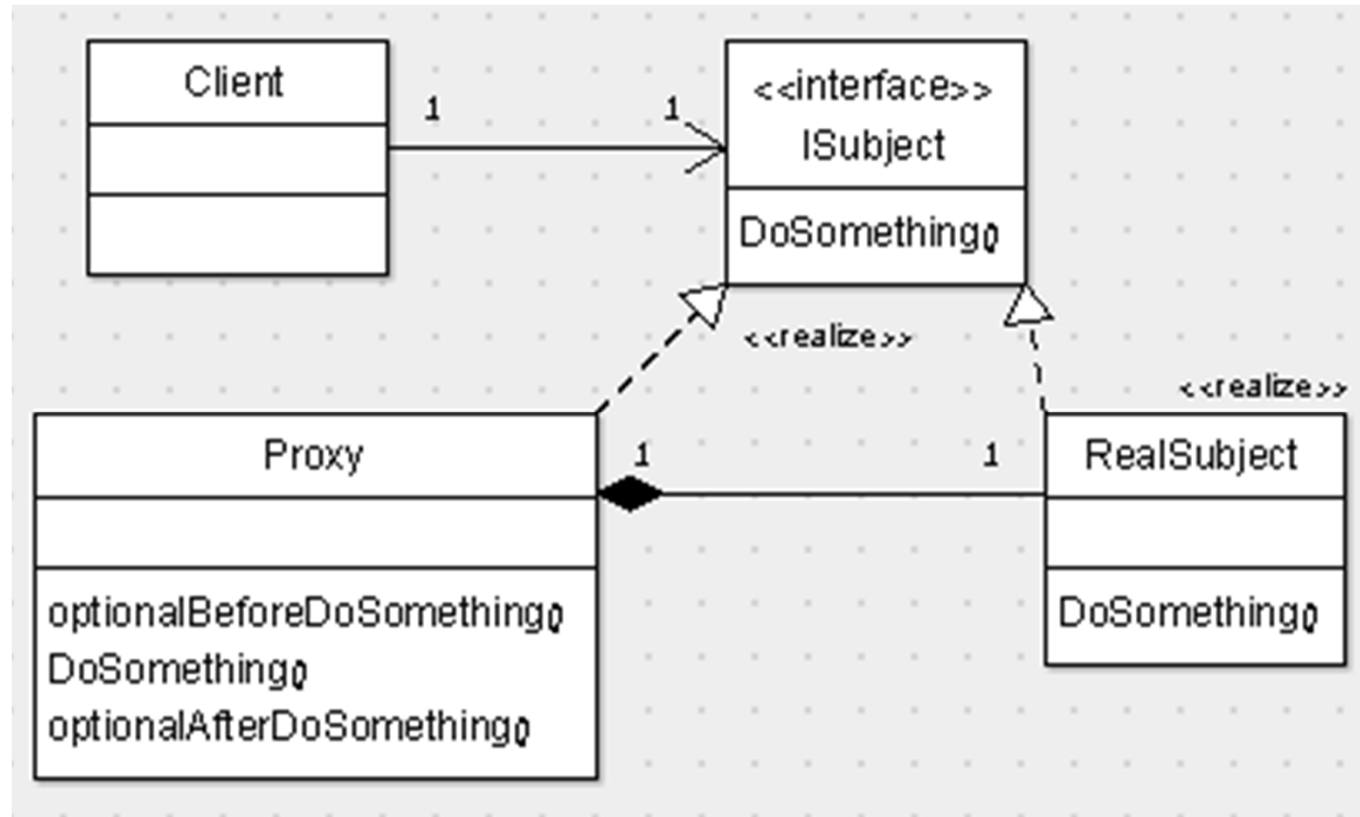 Client
1
1
<<interface>>
ISubject
DoSomething()
<<realize>>
<<realize>>
Proxy
1
1
RealSubject
optionalBeforeDoSomething()
DoSomething()
optionalAfterDoSomething()
DoSomething()